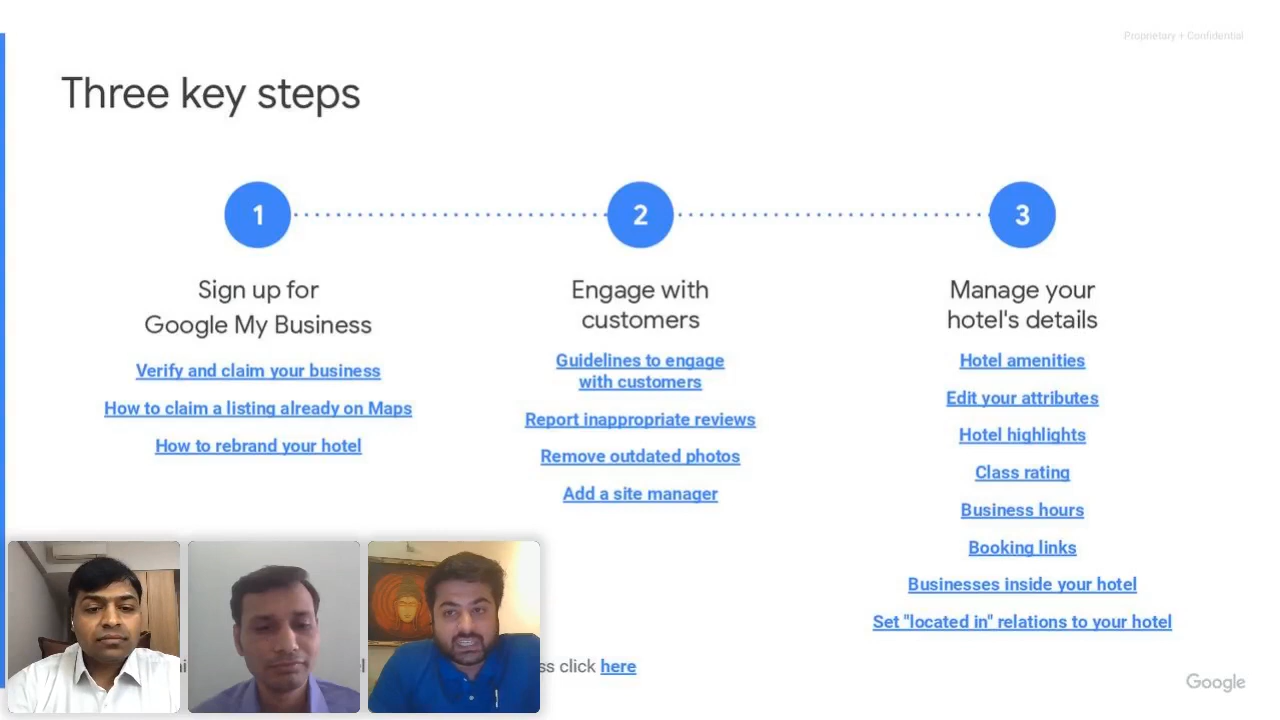 Proprietary + Confidential
Three key steps
1
2
3
Sign up for
Google My Business
Verify and claim your business
How to claim a listing already on Maps
How to rebrand your hotel
Engage with
customers
Guidelines to engage
with customers
Report inappropriate reviews
Remove outdated photos
Add a site manager
Manage your
hotel's details
Hotel amenities
Edit your attributes
Hotel highlights
Class rating
Business hours
Booking links
Businesses inside your hotel
Set "located in" relations to your hotel
click here
Google